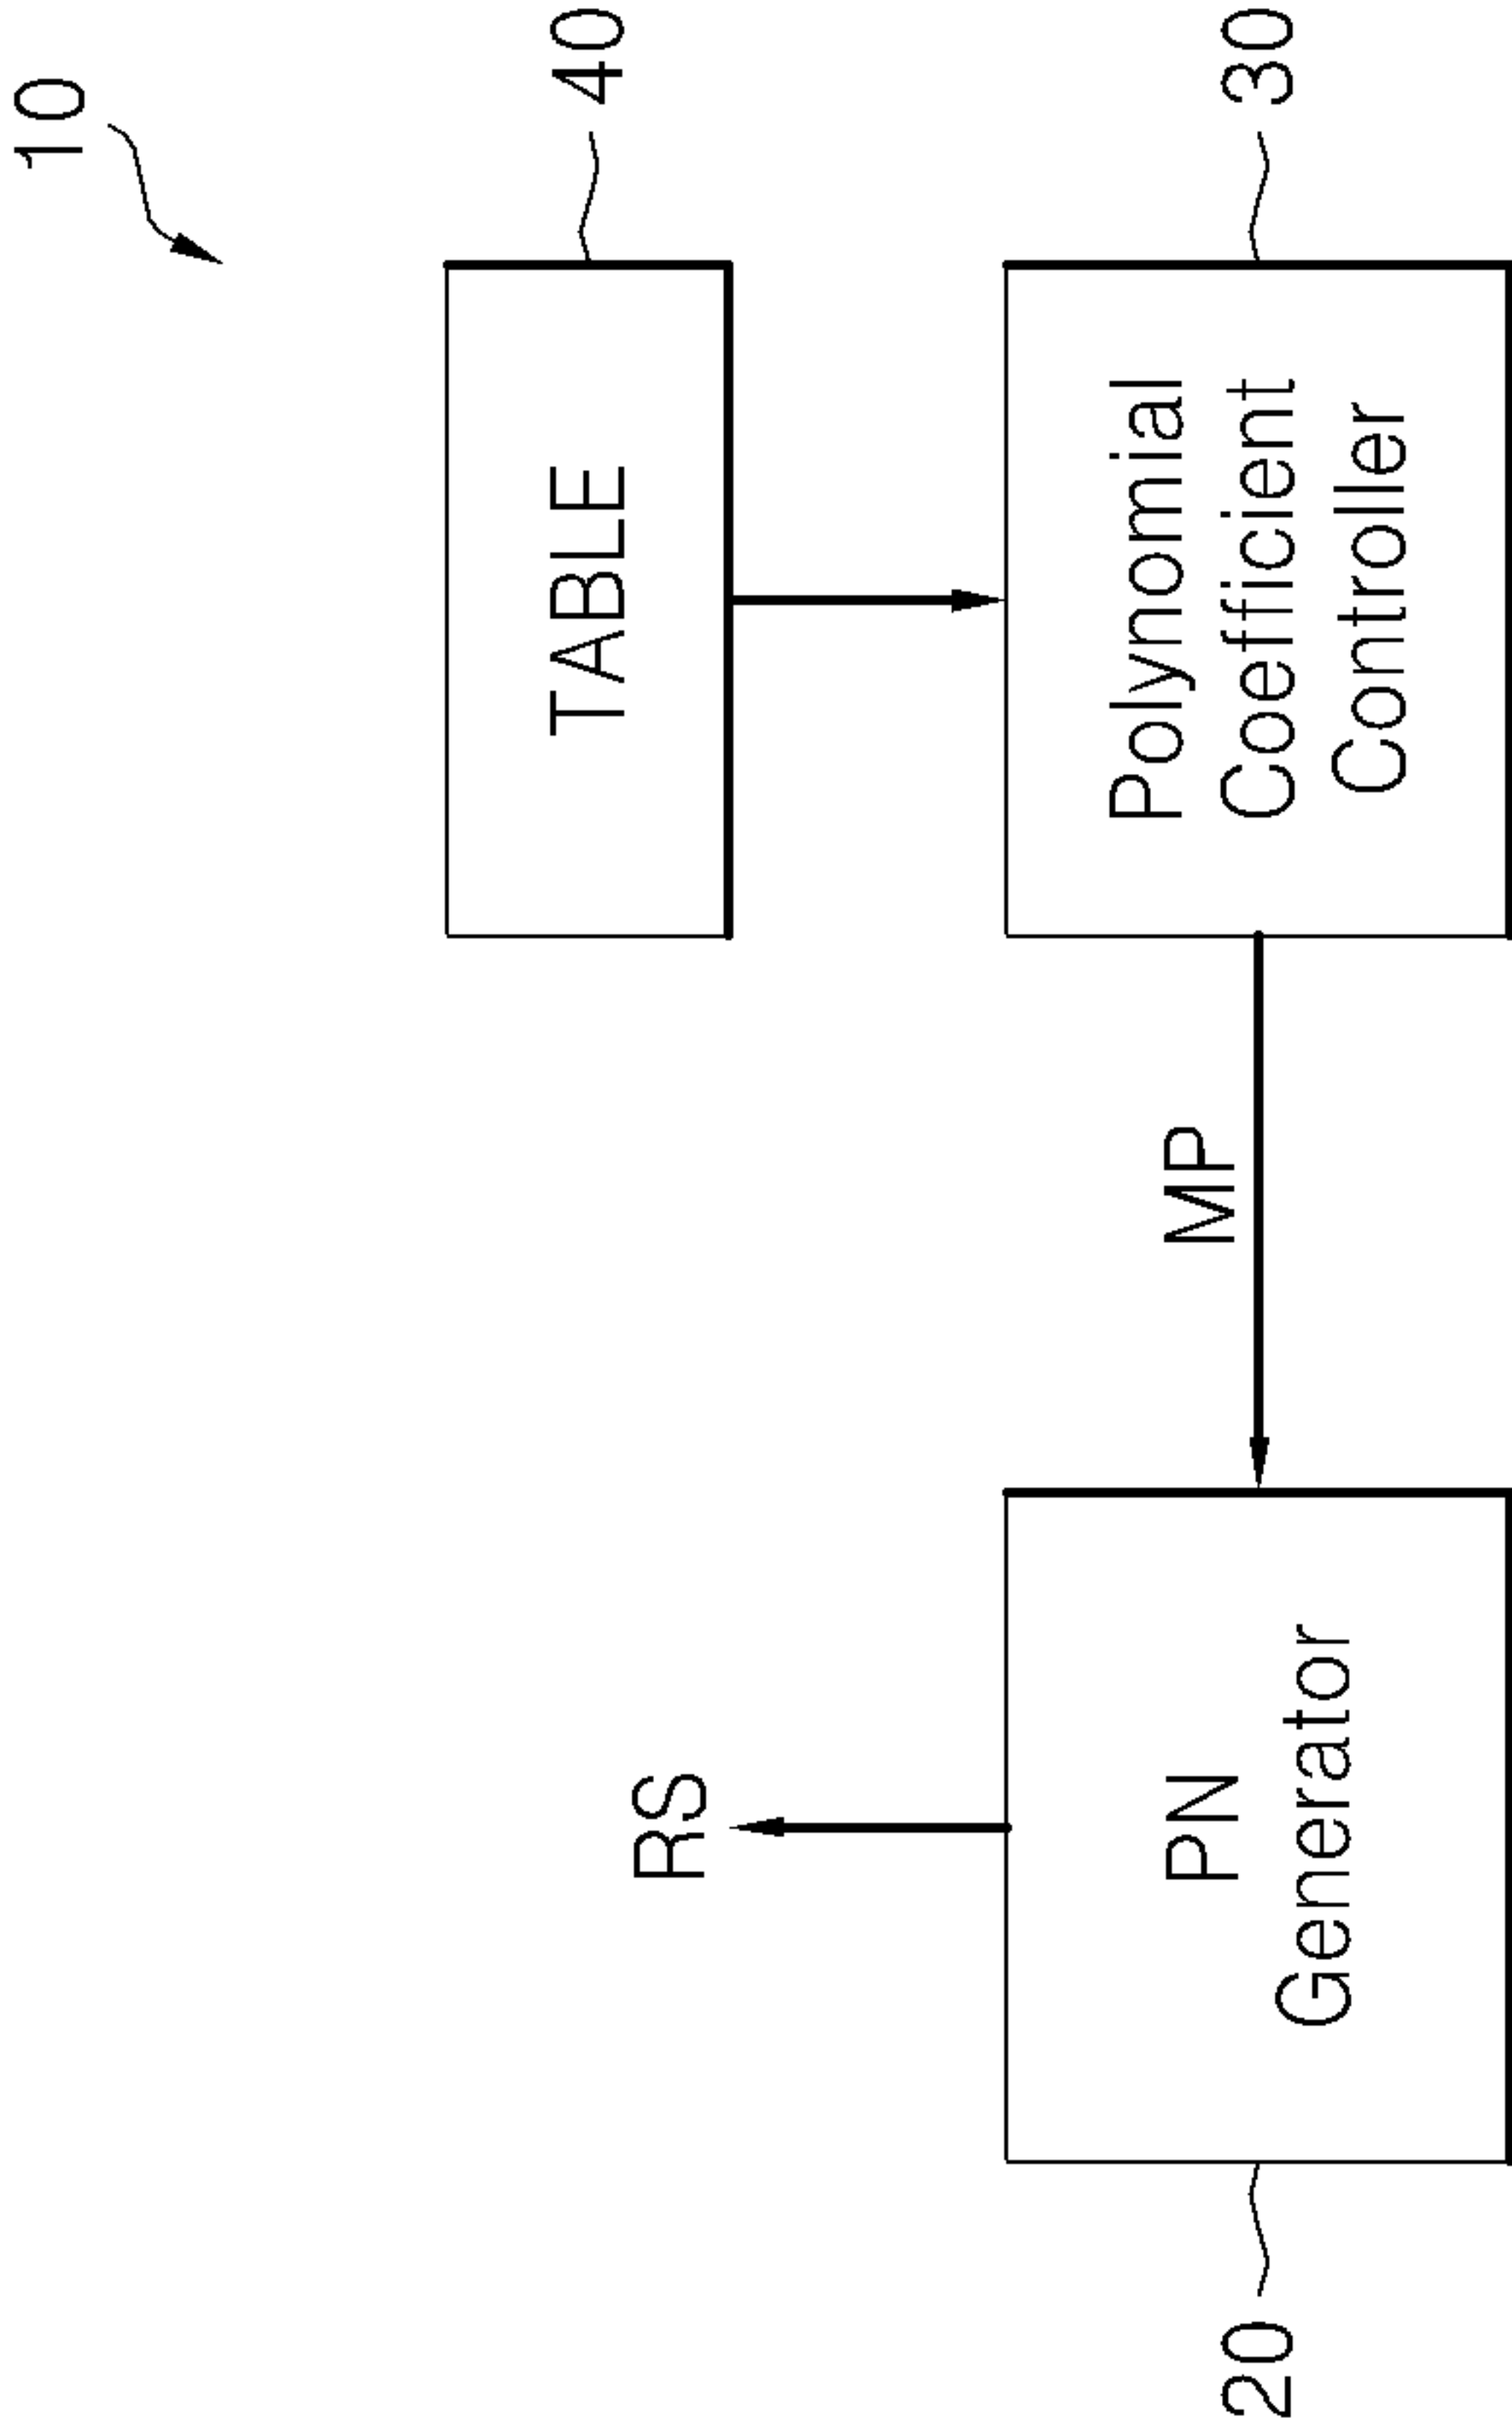 10
TABLE
40
RS
20
PN
Generator
MP
Polynomial
Coefficient
Controller
30